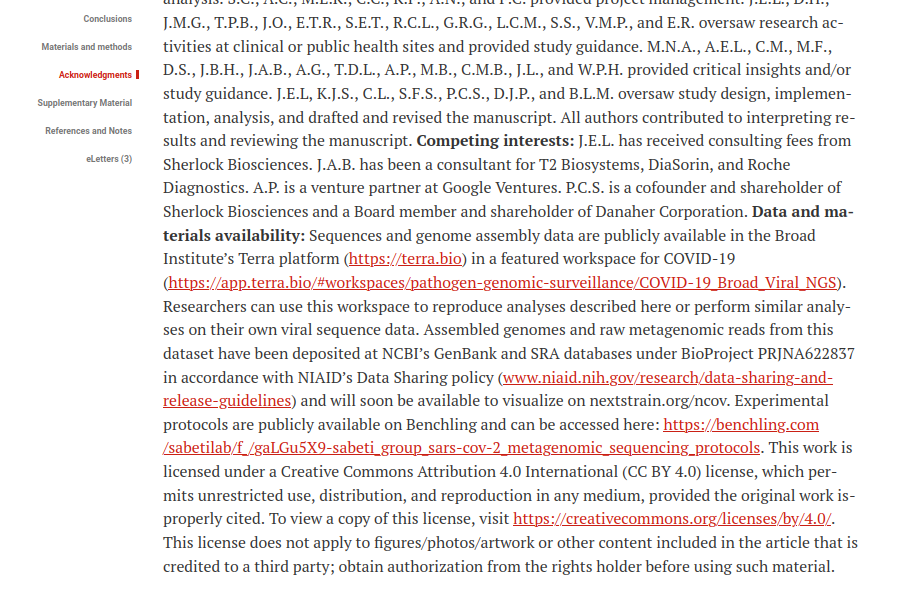 Conclusions
Materials and methods
Acknowledgments
Supplementary Material
References and Notes
eLetters (3)
J.M.G., T.P.B., J.O., E.T.R., S.E.T., R.C.L., G.R.G., L.C.M., S.S., V.M.P., and E.R. oversaw research ac-
tivities at clinical or public health sites and provided study guidance. M.N.A., A.E.L., C.M., M.F.,
D.S., J.B.H., J.A.B., A.G., T.D.L., A.P., M.B., C.M.B., J.L., and W.P.H. provided critical insights and/or
study guidance. J.E.L, K.J.S., C.L., S.F.S., P.C.S., D.J.P., and B.L.M. oversaw study design, implemen-
tation, analysis, and drafted and revised the manuscript. All authors contributed to interpreting re-
sults and reviewing the manuscript. Competing interests: J.E.L. has received consulting fees from
Sherlock Biosciences. J.A.B. has been a consultant for T2 Biosystems, DiaSorin, and Roche
Diagnostics. A.P. is a venture partner at Google Ventures. P.C.S. is a cofounder and shareholder of
Sherlock Biosciences and a Board member and shareholder of Danaher Corporation. Data and ma-
terials availability: Sequences and genome assembly data are publicly available in the Broad
Institute’s Terra platform (https://terra.bio) in a featured workspace for COVID-19
(https://app.terra.bio/#workspaces/pathogen-genomic-surveillance/COVID-19_Broad_Viral_NGS).
Researchers can use this workspace to reproduce analyses described here or perform similar analy-
ses on their own viral sequence data. Assembled genomes and raw metagenomic reads from this
dataset have been deposited at NCBI’s GenBank and SRA databases under BioProject PRJNA622837
in accordance with NIAID’s Data Sharing policy (www.niaid.nih.gov/research/data-sharing-and-
release-guidelines) and will soon be available to visualize on nextstrain.org/ncov. Experimental
protocols are publicly available on Benchling and can be accessed here: https://benchling.com
/sabetilab/f_/gaLGu5X9-sabeti_group_sars-cov-2_metagenomic_sequencing_protocols. This work is
licensed under a Creative Commons Attribution 4.0 International (CC BY 4.0) license, which per-
mits unrestricted use, distribution, and reproduction in any medium, provided the original work is-
properly cited. To view a copy of this license, visit https://creativecommons.org/licenses/by/4.0/.
This license does not apply to figures/photos/artwork or other content included in the article that is
credited to a third party; obtain authorization from the rights holder before using such material.